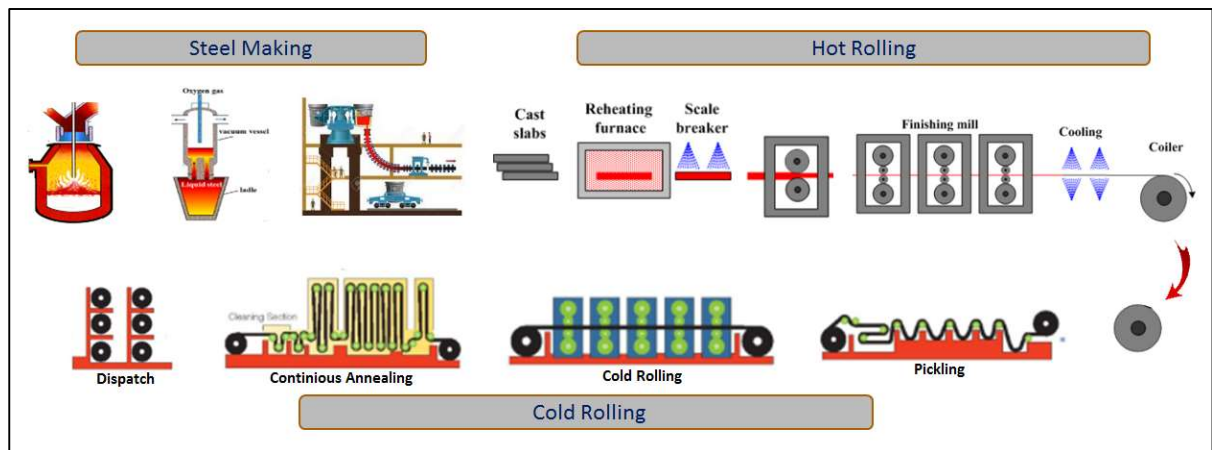 Steel Making
Hot Rolling
Oxygen gas
vacuum vessel
Liquid steel
ladle
Cast
slabs
Reheating
furnace
Scale
breaker
Finishing mill
Cooling
Coiler
Cleaning Section
Dispatch
Continious Annealing
Cold Rolling
Pickling
Cold Rolling